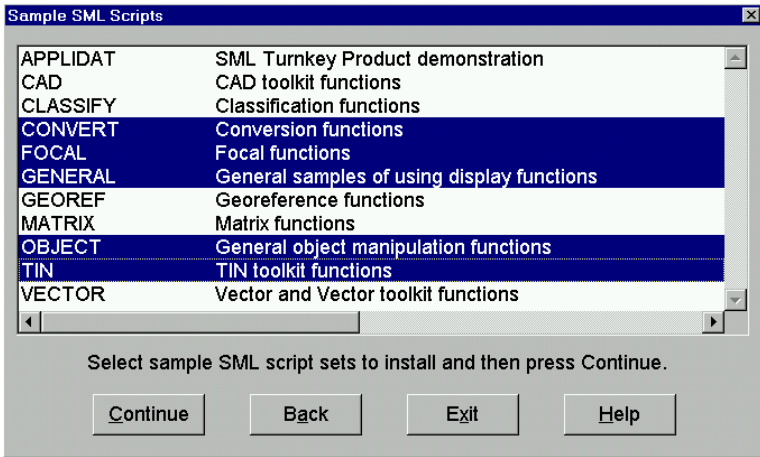 Sample SML Scripts
APPLIDAT SML Turnkey Product demonstration
CAD CAD toolkit functions
CLASSIFY Classification functions
CONVERT Conversion functions
FOCAL Focal functions
GENERAL General samples of using display functions
GEOREF Georeference functions
MATRIX Matrix functions
OBJECT General object manipulation functions
TIN TIN toolkit functions
VECTOR Vector and Vector toolkit functions
Select sample SML script sets to install and then press Continue.
Continue Back Exit Help